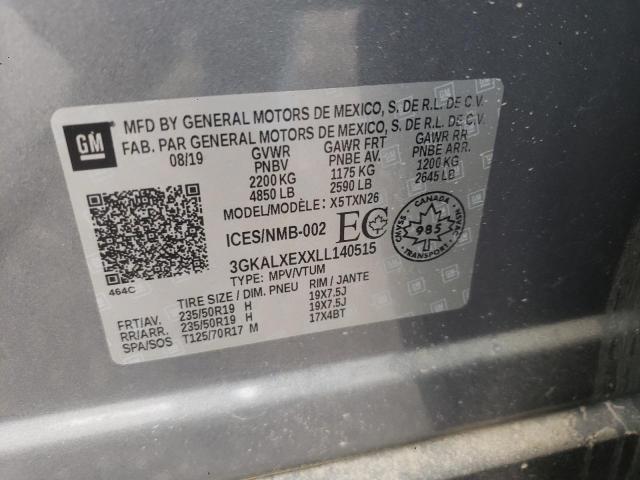 GM
MFD BY GENERAL MOTORS DE MEXICO, S. DE R.L. DE C.V.
FAB. PAR GENERAL MOTORS DE MEXICO, S. DE R.L. DE C.V.
08/19 GVWR GAWR FRT GAWR RR
PNBV PNBE AV. PNBE ARR.
2200 KG 1175 KG 1200 KG
4850 LB 2590 LB 2645 LB
MODEL/MODÈLE: X5TXN26
ICES/NMB-002 EC
CANADA
985
TRANSPORT
3GKALXEXXLL140515
TYPE: MPV/VTUM
464C
TIRE SIZE / DIM. PNEU RIM / JANTE
FRT/AV. 235/50R19 H 19X7.5J
RR/ARR. 235/50R19 H 19X7.5J
SPA/SOS T125/70R17 M 17X4BT